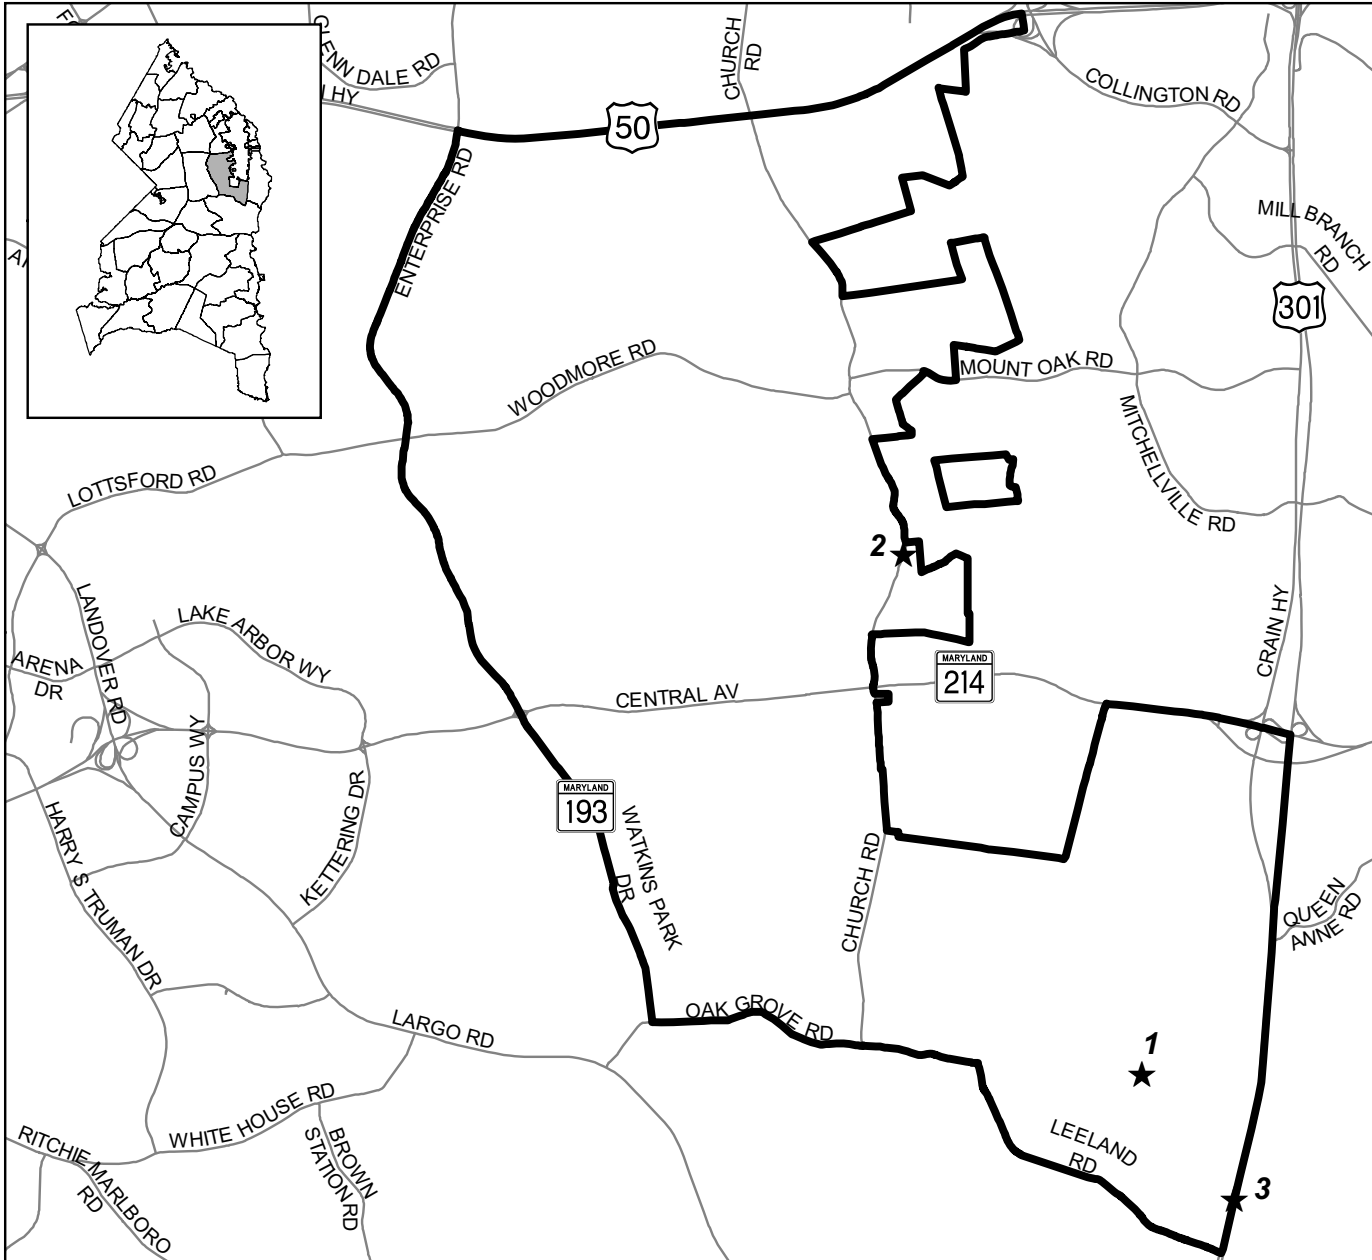 GLENN DALE RD
CHURCH
RD
COLLINGTON RD
HY
50
ENTERPRISE RD
MILL BRANCH
RD
301
WOODMORE RD
MOUNT OAK RD
MITCHELLVILLE RD
LOTTSFORD RD
2
LANDOVER RD
LAKE ARBOR WY
ARENA
DR
CRAIN HY
MARYLAND
214
CENTRAL AV
CAMPUS WY
KETTERING DR
MARYLAND
193
WATKINS PARK
DR
HARRY S TRUMAN DR
CHURCH RD
QUEEN
ANNE RD
OAK GROVE RD
LARGO RD
1
WHITE HOUSE RD
LEELAND
RD
BROWN
STATION RD
RITCHIE MARLBORO
RD
3